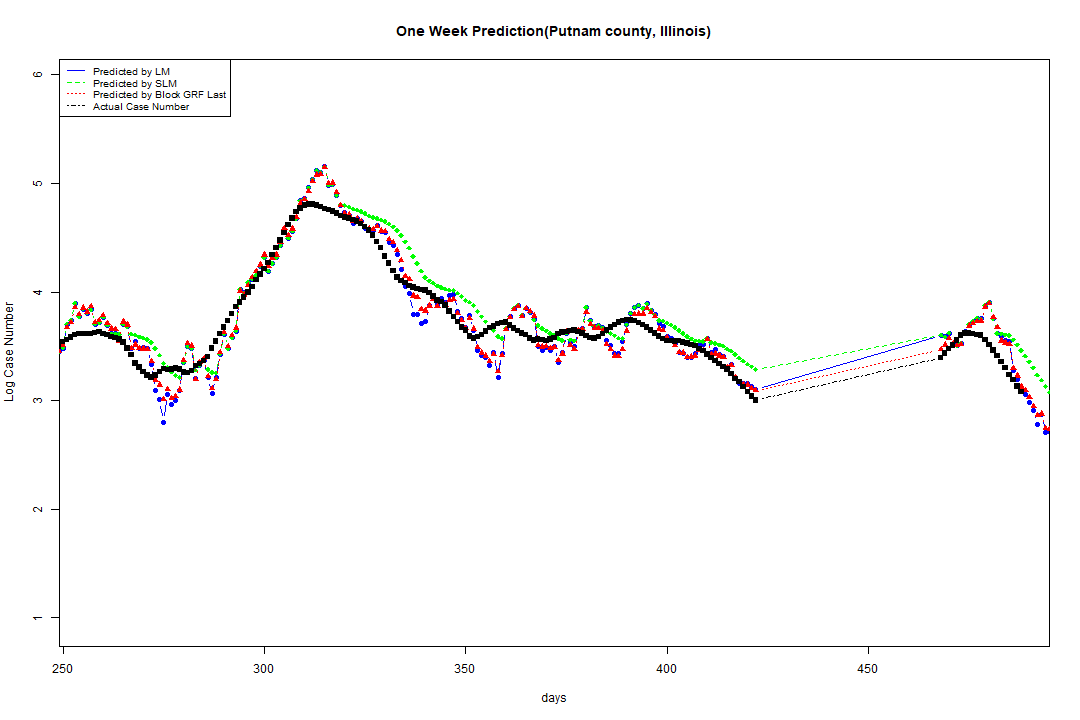 One Week Prediction(Putnam county, Illinois)
Predicted by LM
Predicted by SLM
Predicted by Block GRF Last
Actual Case Number
6
5
4
3
2
1
Log Case Number
250 300 350 400 450
days